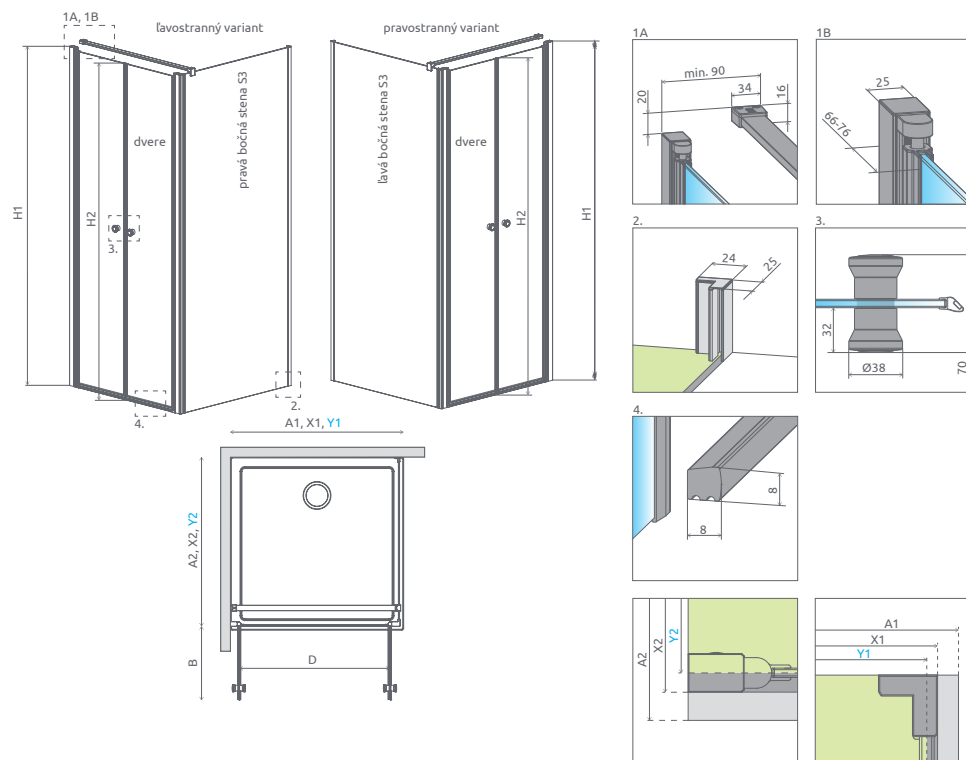 1A, 1B
ľavostranný variant
pravostranný variant
H1
H2
dvere
pravá bočná stena S3
3.
4.
2.
ľavá bočná stena S3
dvere
H2
H1
A1, X1, Y1
A2, X2, Y2
B
D
1A
min. 90
34
16
20
1B
25
66-76
2.
24
25
3.
32
Ø38
70
4.
8
8
A2
X2
Y2
A1
X1
Y1